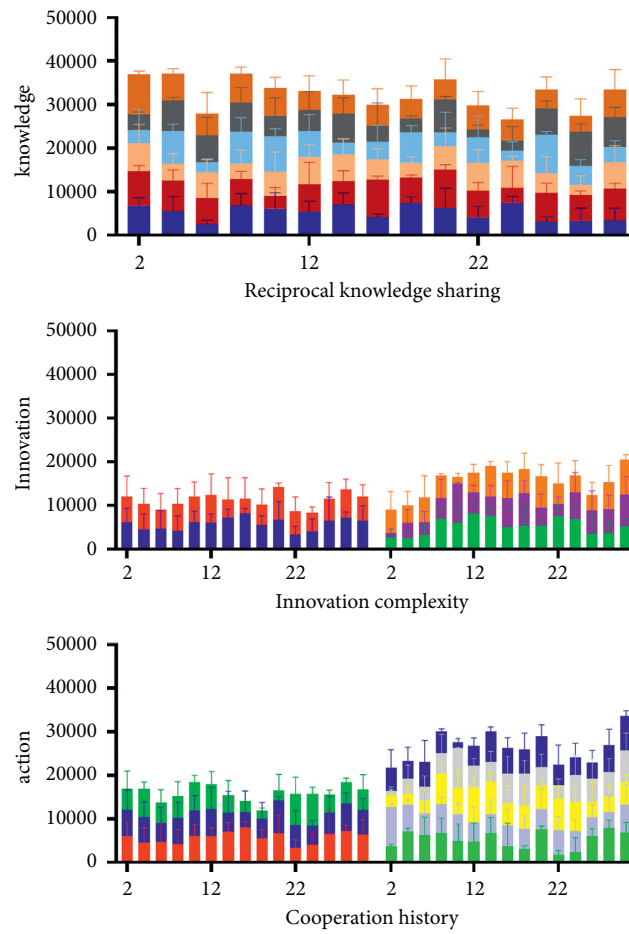 50000
40000
30000
20000
10000
0
knowledge
2 12 22
Reciprocal knowledge sharing
50000
40000
30000
20000
10000
0
Innovation
2 12 22 2 12 22
Innovation complexity
50000
40000
30000
20000
10000
0
action
2 12 22 2 12 22
Cooperation history